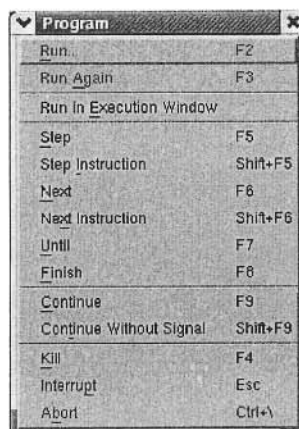 Program
Run... F2
Run Again F3
Run In Execution Window
Step F5
Step Instruction Shift+F5
Next F6
Next Instruction Shift+F6
Until F7
Finish F8
Continue F9
Continue Without Signal Shift+F9
Kill F4
Interrupt Esc
Abort Ctrl+\